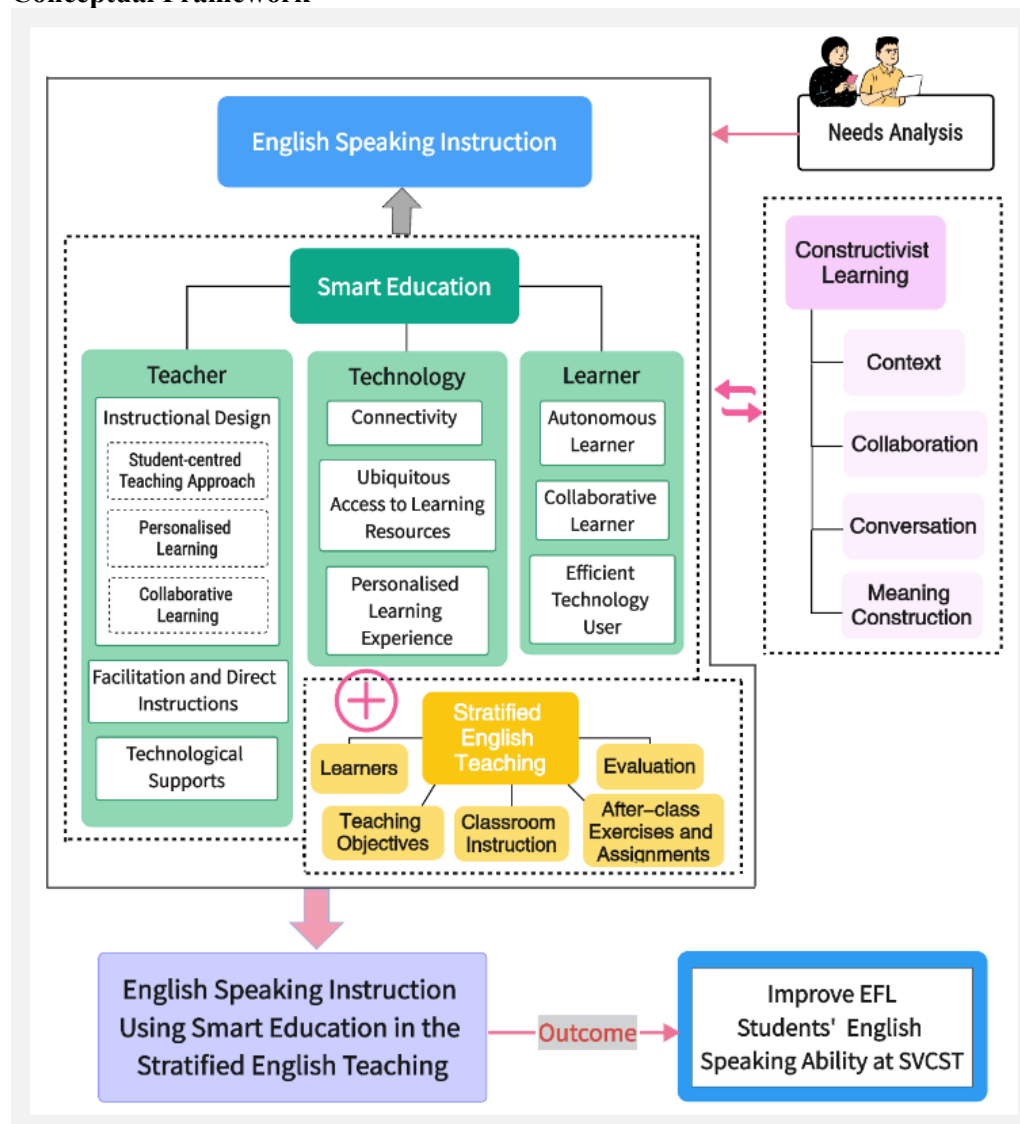 Conceptual Framework
English Speaking Instruction
Needs Analysis
Smart Education
Teacher
Instructional Design
Student-centred
Teaching Approach
Personalised
Learning
Collaborative
Learning
Facilitation and Direct
Instructions
Technological
Supports
Technology
Connectivity
Ubiquitous
Access to Learning
Resources
Personalised
Learning
Experience
Learner
Autonomous
Learner
Collaborative
Learner
Efficient
Technology
User
Constructivist
Learning
Context
Collaboration
Conversation
Meaning
Construction
Stratified
English
Teaching
Learners
Teaching
Objectives
Classroom
Instruction
After-class
Exercises and
Assignments
Evaluation
English Speaking Instruction
Using Smart Education in the
Stratified English Teaching
Outcome
Improve EFL
Students' English
Speaking Ability at SVCST